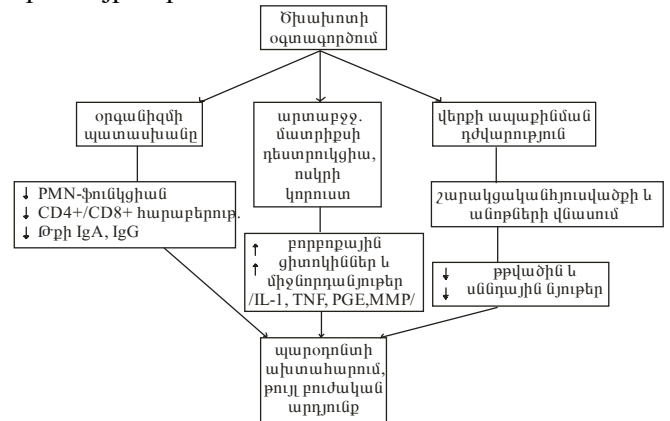 Ծխախոտի
օգտագործում
օրգանիզմի
պատասխանը
արտաբջջ.
մատրիքսի
դեստրուկցիա,
ոսկրի
կորուստ
վերքի ապաքինման
դժվարություն
↓ PMN-ֆունկցիան
↓ CD4+/CD8+ հարաբերութ.
↓ Թքի IgA, IgG
↑ բորբոքային
↑ ցիտոկիններ և
միջնորդանյութեր
/IL-1, TNF, PGE,MMP/
շարակցականհյուսվածքի և
անոթների վնասում
↓ թթվածին և
↓ սննդային նյութեր
պարօդոնտի
ախտահարում,
թույլ բուժական
արդյունք